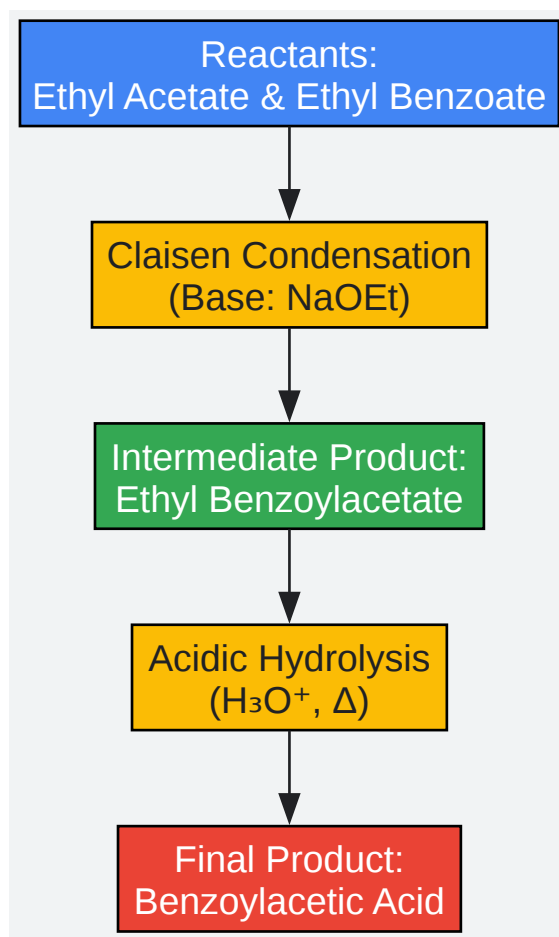 Reactants:
Ethyl Acetate & Ethyl Benzoate
Claisen Condensation
(Base: NaOEt)
Intermediate Product:
Ethyl Benzoylacetate
Acidic Hydrolysis
(H₃O⁺, Δ)
Final Product:
Benzoylacetic Acid